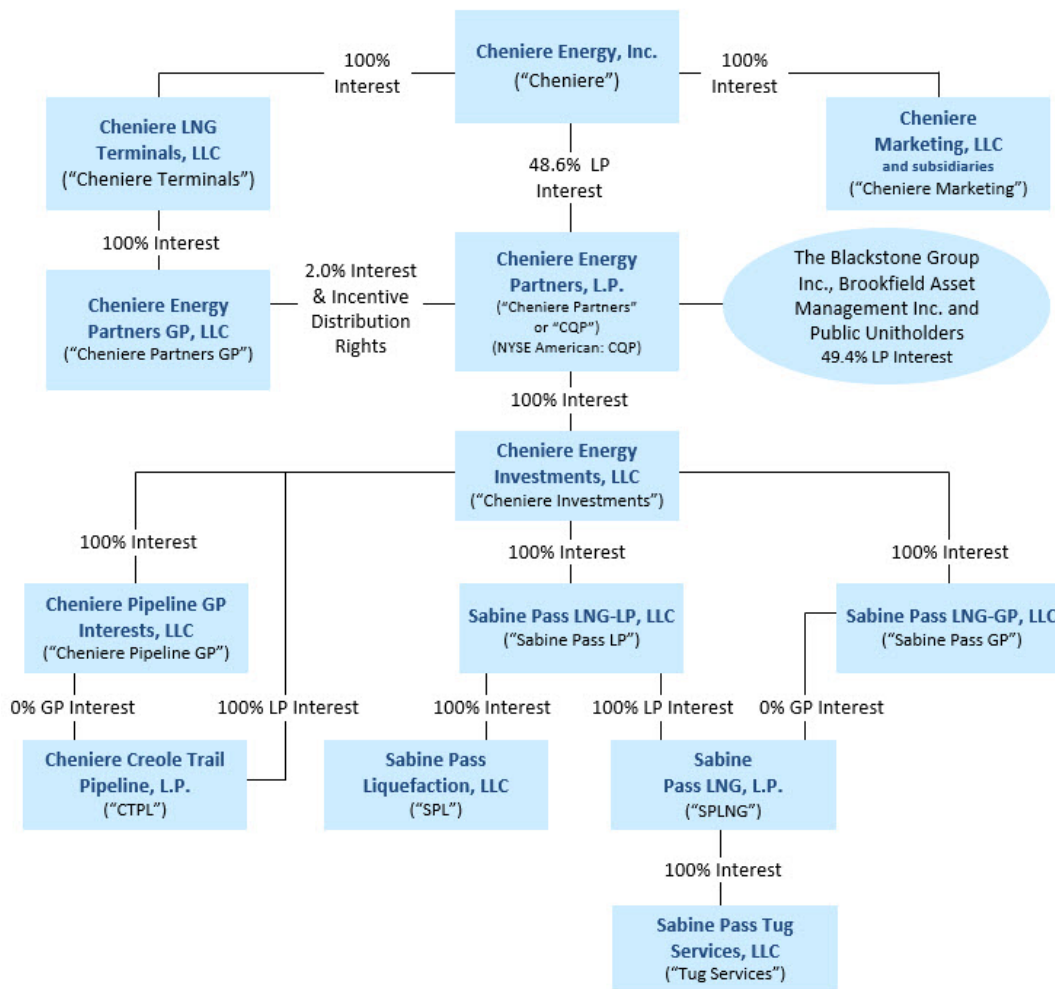 Cheniere Energy, Inc.
(“Cheniere”)
100%
Interest
100%
Interest
Cheniere LNG
Terminals, LLC
(“Cheniere Terminals”)
Cheniere
Marketing, LLC
and subsidiaries
(“Cheniere Marketing”)
48.6% LP
Interest
100% Interest
Cheniere Energy
Partners GP, LLC
(“Cheniere Partners GP”)
2.0% Interest
& Incentive
Distribution
Rights
Cheniere Energy
Partners, L.P.
(“Cheniere Partners”
or “CQP”)
(NYSE American: CQP)
The Blackstone Group
Inc., Brookfield Asset
Management Inc. and
Public Unitholders
49.4% LP Interest
100% Interest
Cheniere Energy
Investments, LLC
(“Cheniere Investments”)
100% Interest
100% Interest
100% Interest
Cheniere Pipeline GP
Interests, LLC
(“Cheniere Pipeline GP”)
Sabine Pass LNG-LP, LLC
(“Sabine Pass LP”)
Sabine Pass LNG-GP, LLC
(“Sabine Pass GP”)
0% GP Interest
100% LP Interest
100% Interest
100% LP Interest
0% GP Interest
Cheniere Creole Trail
Pipeline, L.P.
(“CTPL”)
Sabine Pass
Liquefaction, LLC
(“SPL”)
Sabine
Pass LNG, L.P.
(“SPLNG”)
100% Interest
Sabine Pass Tug
Services, LLC
(“Tug Services”)